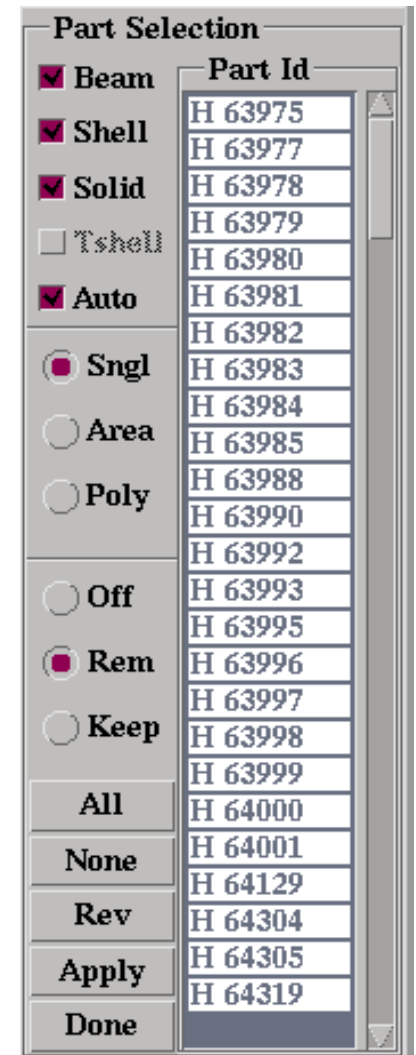 Part Selection
Beam
Shell
Solid
Tshell
Auto
Sngl
Area
Poly
Off
Rem
Keep
All
None
Rev
Apply
Done
Part Id
H 63975
H 63977
H 63978
H 63979
H 63980
H 63981
H 63982
H 63983
H 63984
H 63985
H 63988
H 63990
H 63992
H 63993
H 63995
H 63996
H 63997
H 63998
H 63999
H 64000
H 64001
H 64129
H 64304
H 64305
H 64319